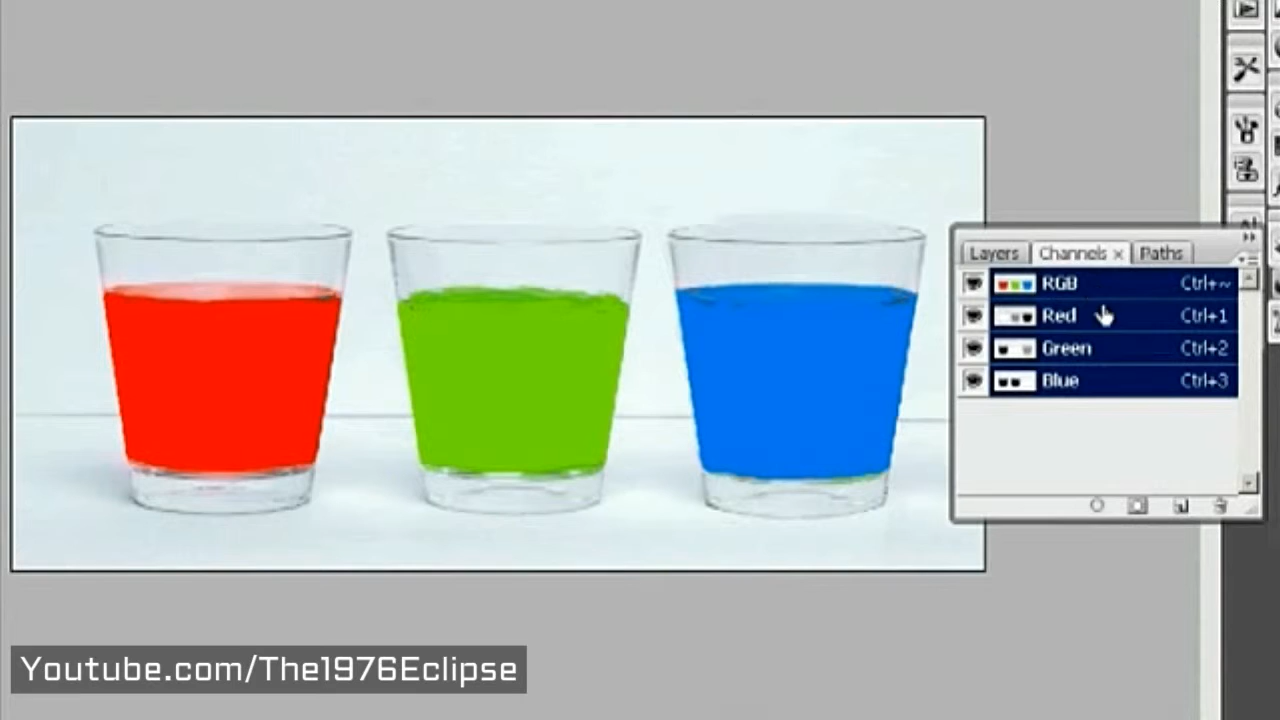 Layers Channels x Paths
RGB Ctrl+~
Red Ctrl+1
Green Ctrl+2
Blue Ctrl+3
Youtube.com/The1976Eclipse